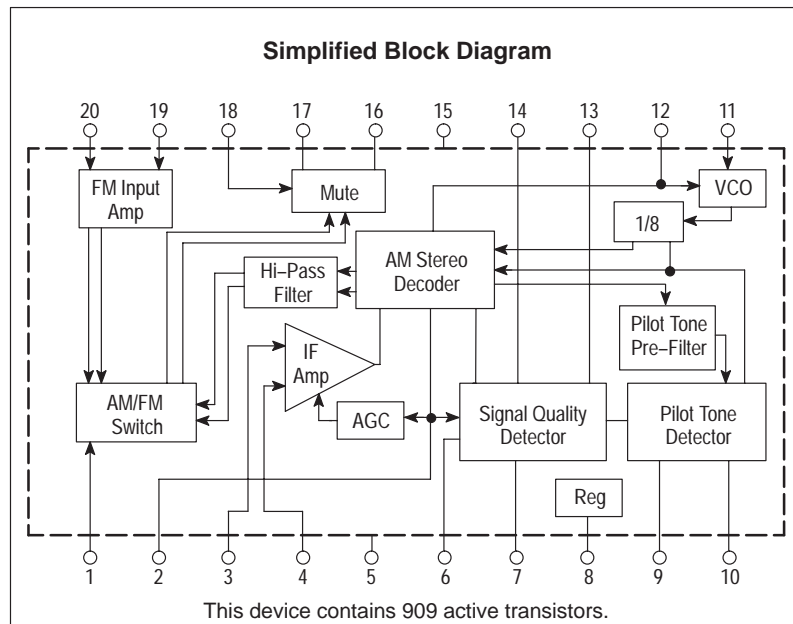 Simplified Block Diagram
20
19
18
17
16
15
14
13
12
11
FM Input
Amp
Mute
VCO
1/8
AM Stereo
Decoder
Hi–Pass
Filter
Pilot Tone
Pre–Filter
IF
Amp
AM/FM
Switch
AGC
Signal Quality
Detector
Pilot Tone
Detector
Reg
1
2
3
4
5
6
7
8
9
10
This device contains 909 active transistors.